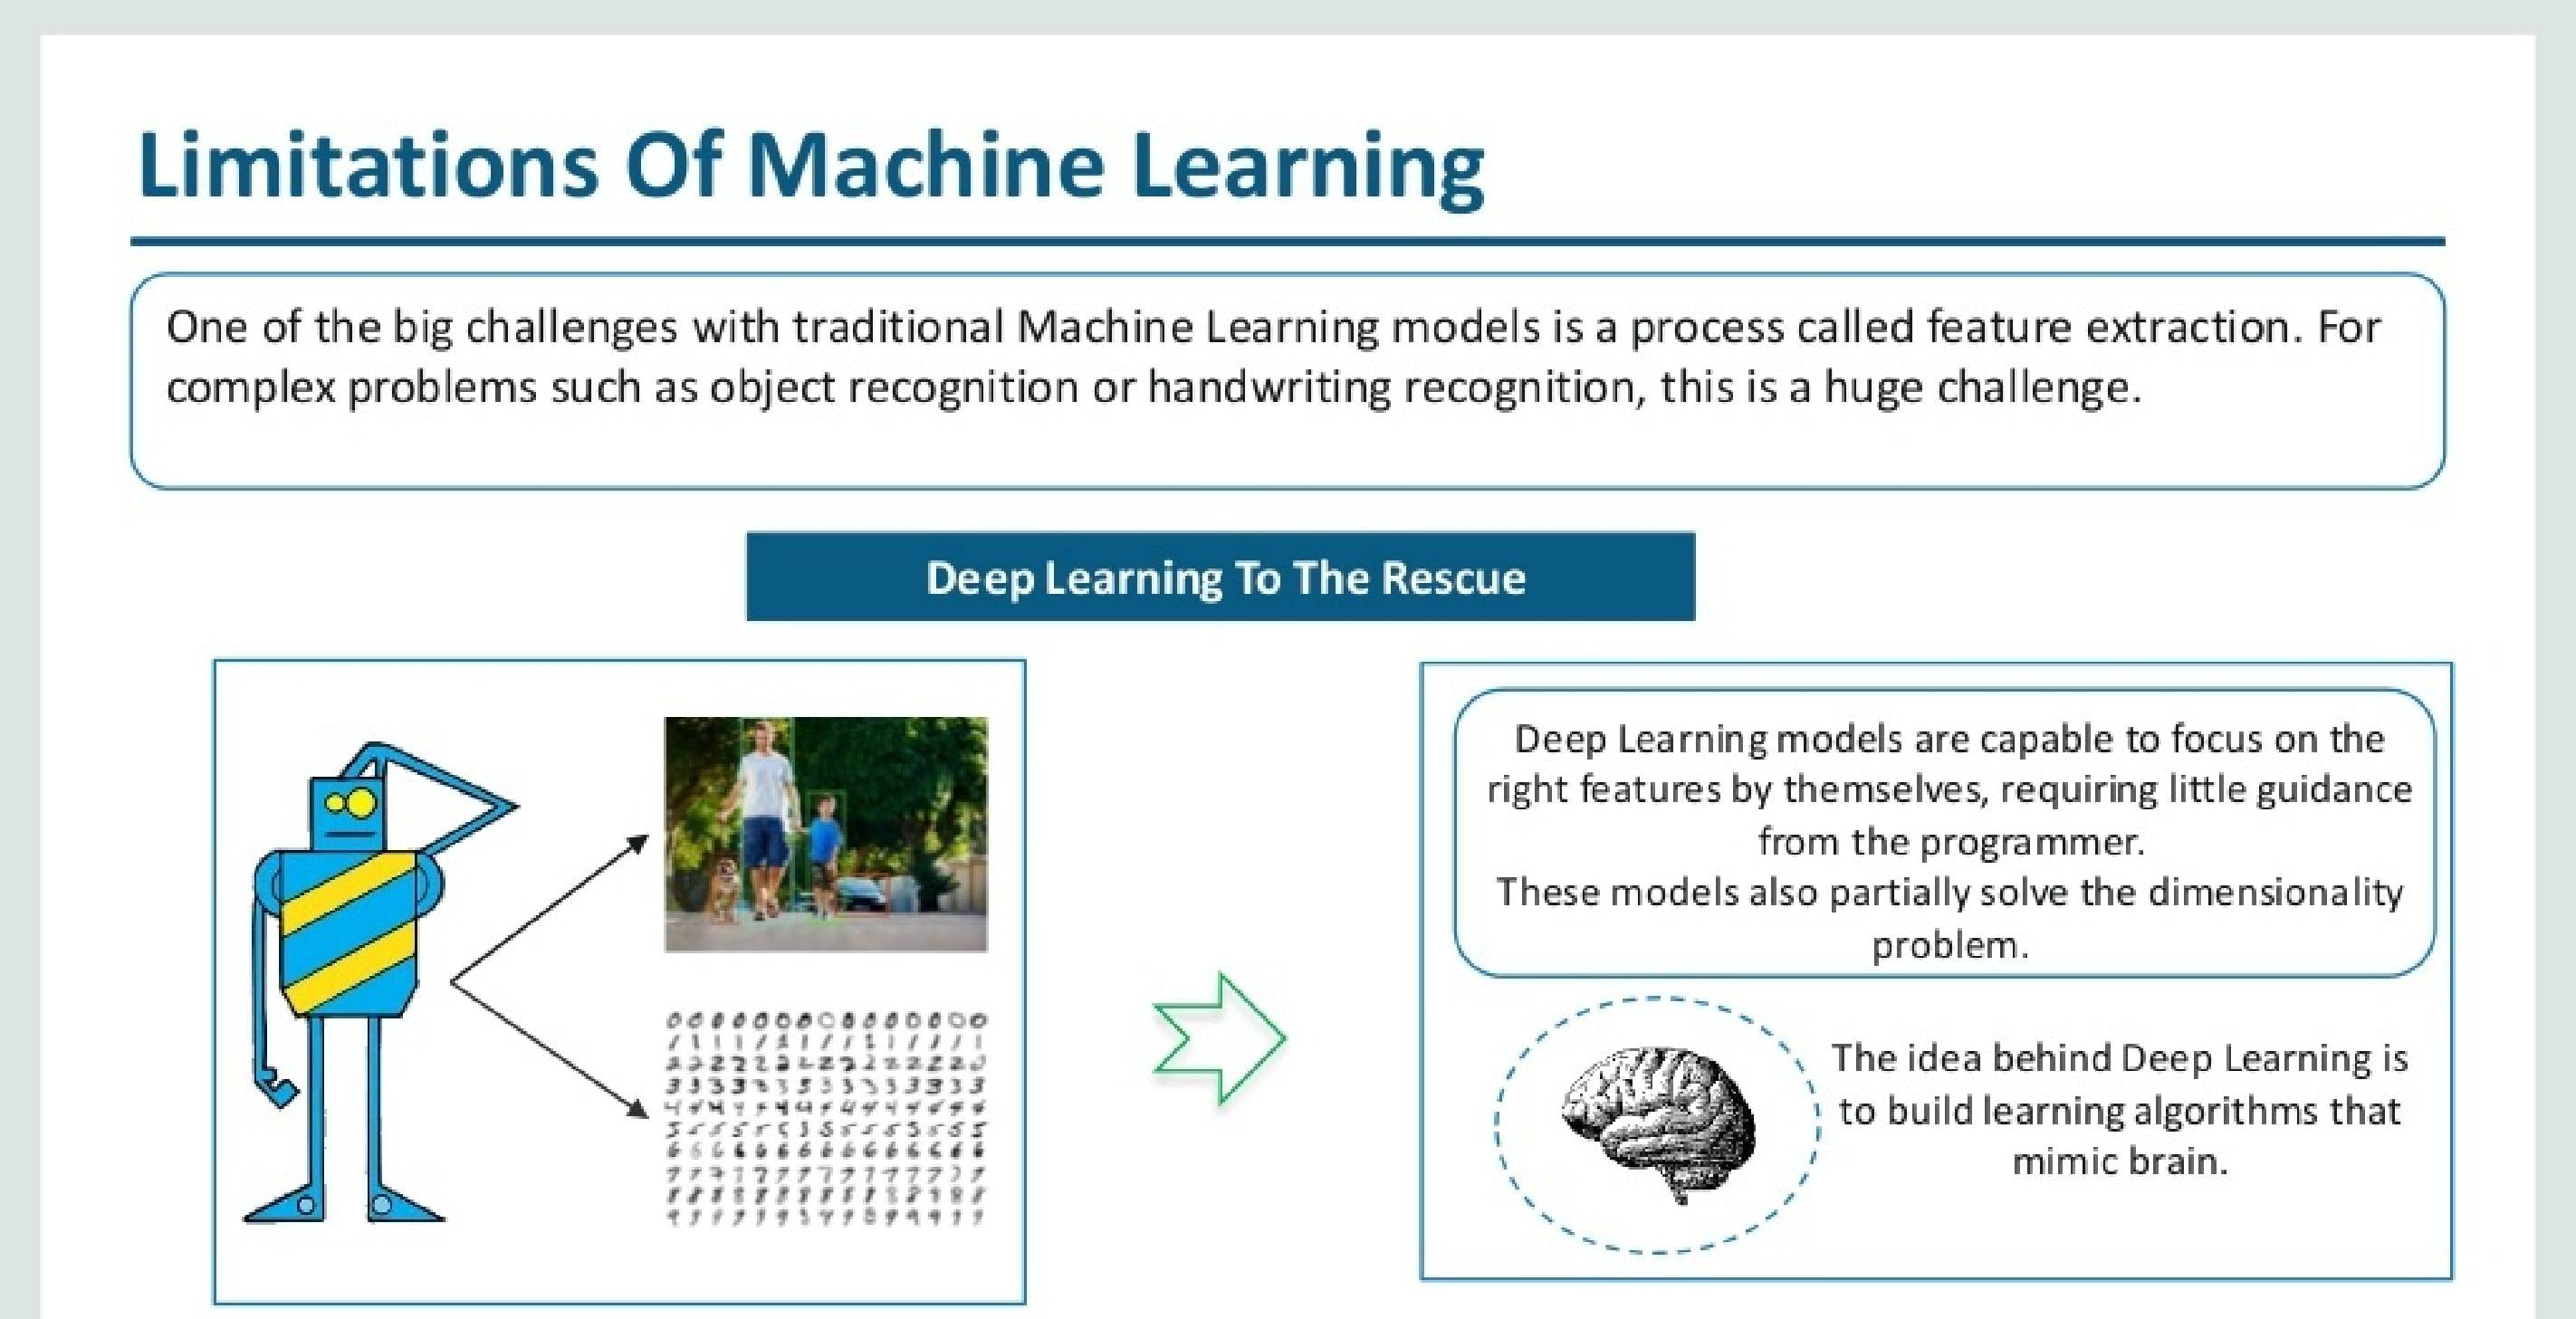 Limitations Of Machine Learning
One of the big challenges with traditional Machine Learning models is a process called feature extraction. For
complex problems such as object recognition or handwriting recognition, this is a huge challenge.
Deep Learning To The Rescue
Deep Learning models are capable to focus on the
right features by themselves, requiring little guidance
from the programmer.
These models also partially solve the dimensionality
problem.
The idea behind Deep Learning is
to build learning algorithms that
mimic brain.